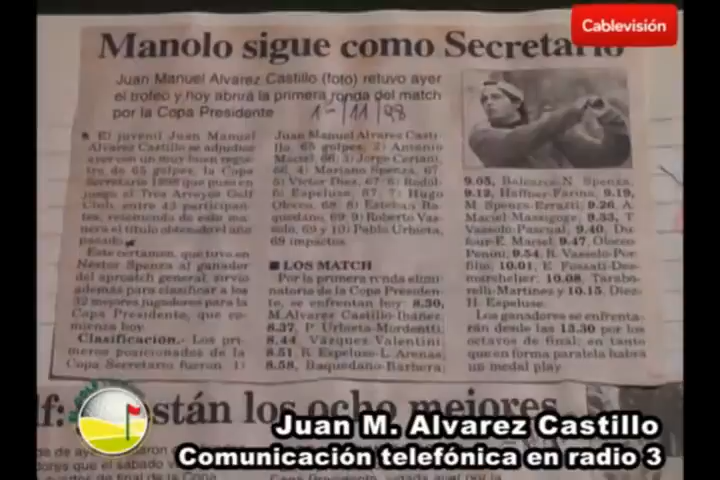 Cablevisión
Manolo sigue como Secretario
Juan Manuel Alvarez Castillo (foto) retuvo ayer
el trofeo y hoy abrirá la primera ronda del match
por la Copa Presidente
1-/11/98
El juvenil Juan Manuel
Alvarez Castillo se adjudicó
ayer con un muy buen regis-
tro de 65 golpes, la Copa
Secretario 1998 que puso en
juego el Tres Arroyos Golf
Club, entre 43 participan-
tes, reteniendo de esta ma-
nera el título obtenido el año
pasado.
Este certamen, que tuvo en
Néstor Spenza al ganador
del aproach general, sirvió
además para clasificar a los
32 mejores jugadores para la
Copa Presidente, que co-
mienza hoy.
Clasificación.- Los pri-
meros posicionados de la
Copa Secretario fueron 1)
Juan Manuel Alvarez Casti-
llo, 65 golpes; 2) Antonio
Maciel, 66; 3) Jorge Ceriani,
66; 4) Mariano Spenza, 67;
5) Víctor Diez, 67; 6) Rodol-
fo Espeluse, 67; 7) Hugo
Oleceo, 68; 8) Esteban Ba-
quedano, 69; 9) Roberto Vas-
solo, 69 y 10) Pablo Urbieta,
69 impactos.
LOS MATCH
Por la primera ronda elimi-
natoria de la Copa Presiden-
te, se enfrentan hoy: 8.30,
M. Alvarez Castillo-Ibáñez;
8.37, P. Urbieta-Mordentti;
8.44 Vázquez Valentini;
8.51, R. Espeluse-L. Arenas;
8.58, Baquedano-Barbera;
9.05, Balcarce-N. Spenza;
9.12, Haffner-Farina; 9.19,
M. Spenza-Errazti; 9.26, A.
Maciel-Massigoge; 9.33, T.
Vassolo-Pascual; 9.40, Du-
four-E. Marsel; 9.47, Oleceo
Penini; 9.54, R. Vassolo-Por-
filio; 10.01, E. Fossati-Des-
marchelier; 10.08, Tarabo-
relli-Martínez y 10.15, Diez-
H. Espeluse.
Los ganadores se enfrenta-
rán desde las 13.30 por los
octavos de final; en tanto
que en forma paralela habrá
un medal play.
están los ocho mejores
Juan M. Alvarez Castillo
Comunicación telefónica en radio 3